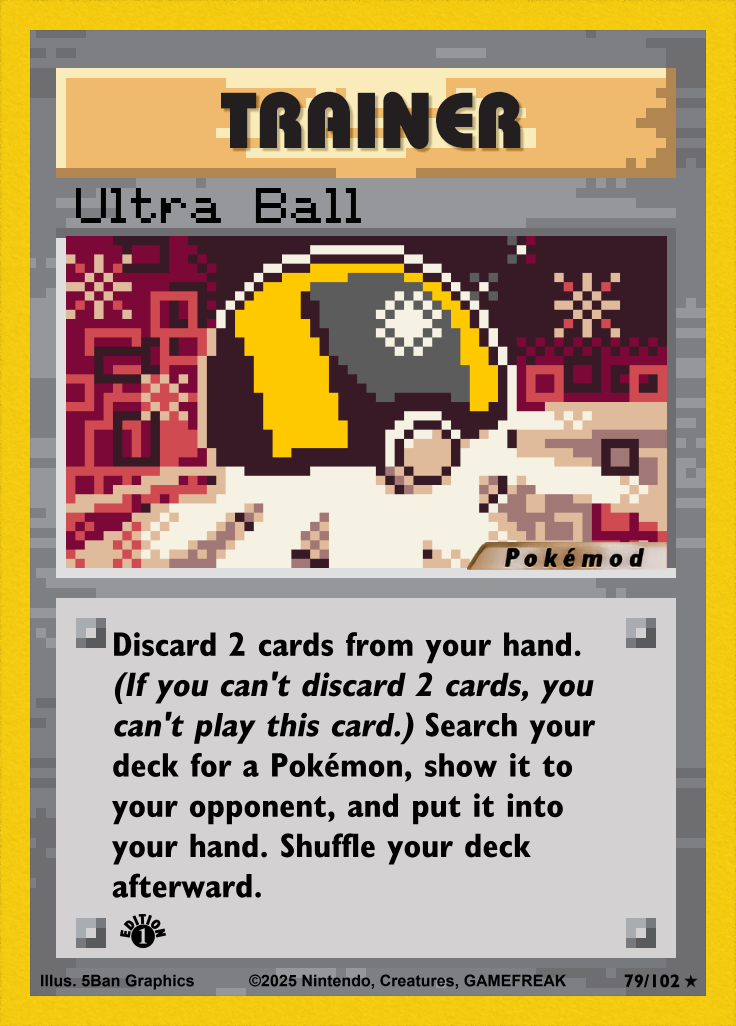 TRAINER
Ultra Ball
Pokémod
Discard 2 cards from your hand.
(If you can't discard 2 cards, you
can't play this card.) Search your
deck for a Pokémon, show it to
your opponent, and put it into
your hand. Shuffle your deck
afterward.
EDITION 1
Illus. 5Ban Graphics ©2025 Nintendo, Creatures, GAMEFREAK 79/102 ★